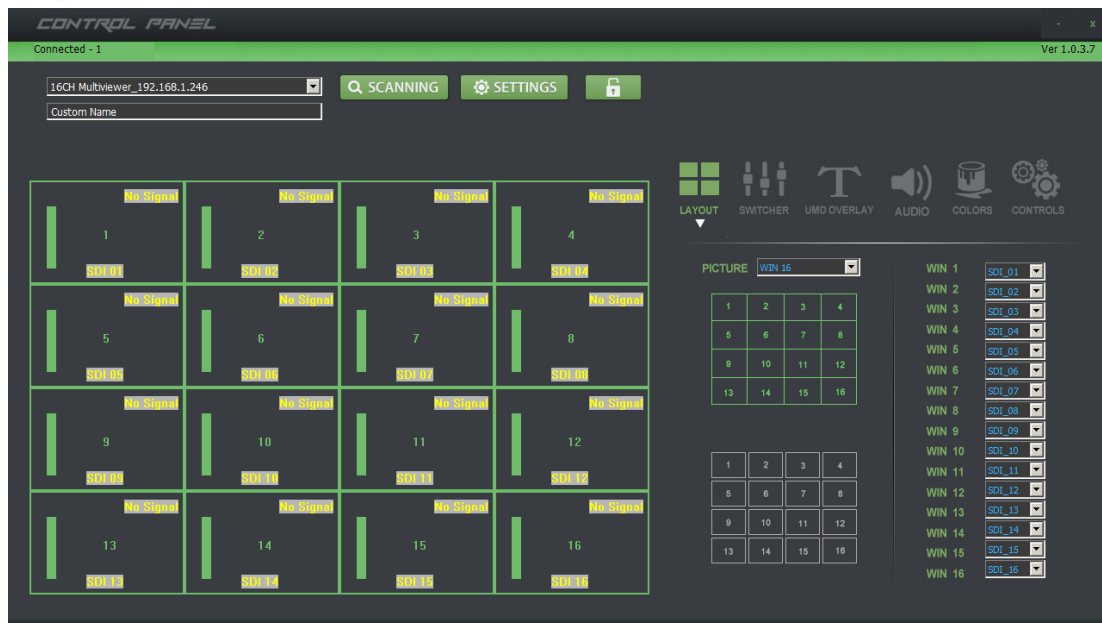 CONTROL PANEL
- x
Connected - 1
Ver 1.0.3.7
16CH Multiviewer_192.168.1.246
SCANNING
SETTINGS
Custom Name
LAYOUT
SWITCHER
UMD OVERLAY
AUDIO
COLORS
CONTROLS
No Signal No Signal No Signal No Signal
1 2 3 4
SDI 01 SDI 02 SDI 03 SDI 04
No Signal No Signal No Signal No Signal
5 6 7 8
SDI 05 SDI 06 SDI 07 SDI 08
No Signal No Signal No Signal No Signal
9 10 11 12
SDI 09 SDI 10 SDI 11 SDI 12
No Signal No Signal No Signal No Signal
13 14 15 16
SDI 13 SDI 14 SDI 15 SDI 16
PICTURE WIN 16
1 2 3 4
5 6 7 8
9 10 11 12
13 14 15 16
1 2 3 4
5 6 7 8
9 10 11 12
13 14 15 16
WIN 1 SDI_01
WIN 2 SDI_02
WIN 3 SDI_03
WIN 4 SDI_04
WIN 5 SDI_05
WIN 6 SDI_06
WIN 7 SDI_07
WIN 8 SDI_08
WIN 9 SDI_09
WIN 10 SDI_10
WIN 11 SDI_11
WIN 12 SDI_12
WIN 13 SDI_13
WIN 14 SDI_14
WIN 15 SDI_15
WIN 16 SDI_16